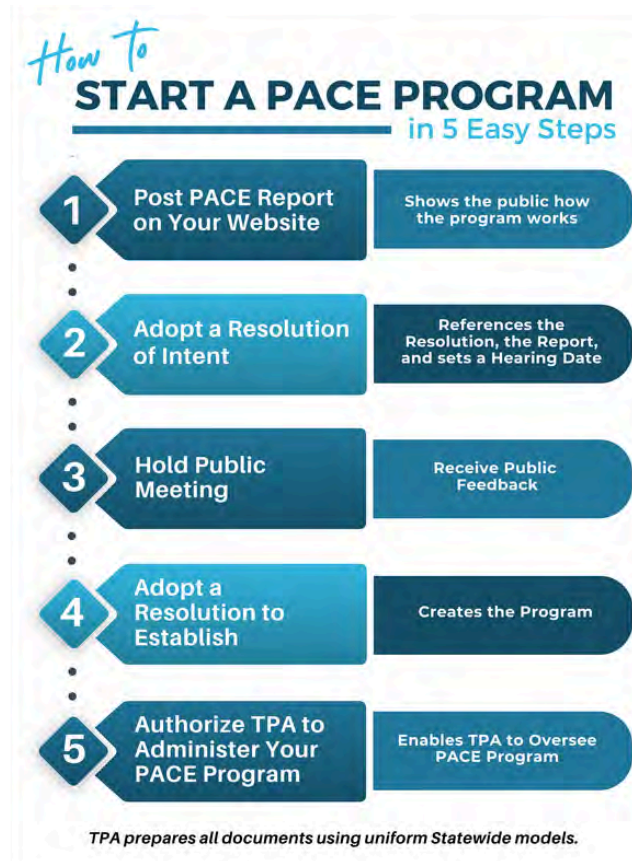 How To
START A PACE PROGRAM
in 5 Easy Steps
1
Post PACE Report
on Your Website
Shows the public how
the program works
2
Adopt a Resolution
of Intent
References the
Resolution, the Report,
and sets a Hearing Date
3
Hold Public
Meeting
Receive Public
Feedback
4
Adopt a
Resolution to
Establish
Creates the Program
5
Authorize TPA to
Administer Your
PACE Program
Enables TPA to Oversee
PACE Program
TPA prepares all documents using uniform Statewide models.